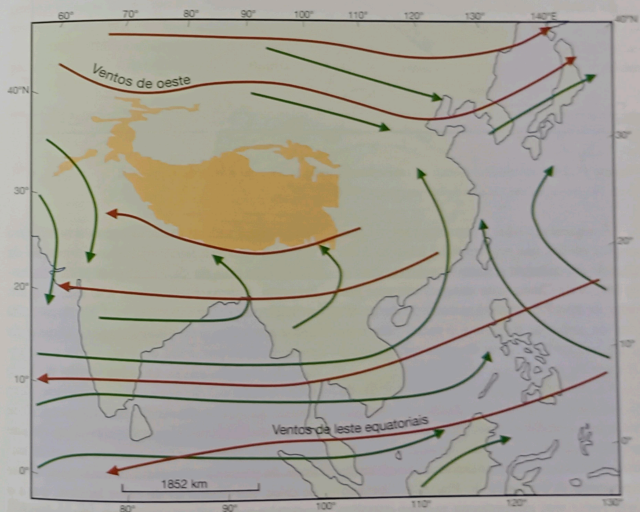 60° 70° 80° 90° 100° 110° 120° 130° 140°E 40°N
Ventos de oeste
40°N
30°
30°
20°
20°
10°
10°
Ventos de leste equatoriais
0°
0°
1852 km
80° 90° 100° 110° 120° 130°